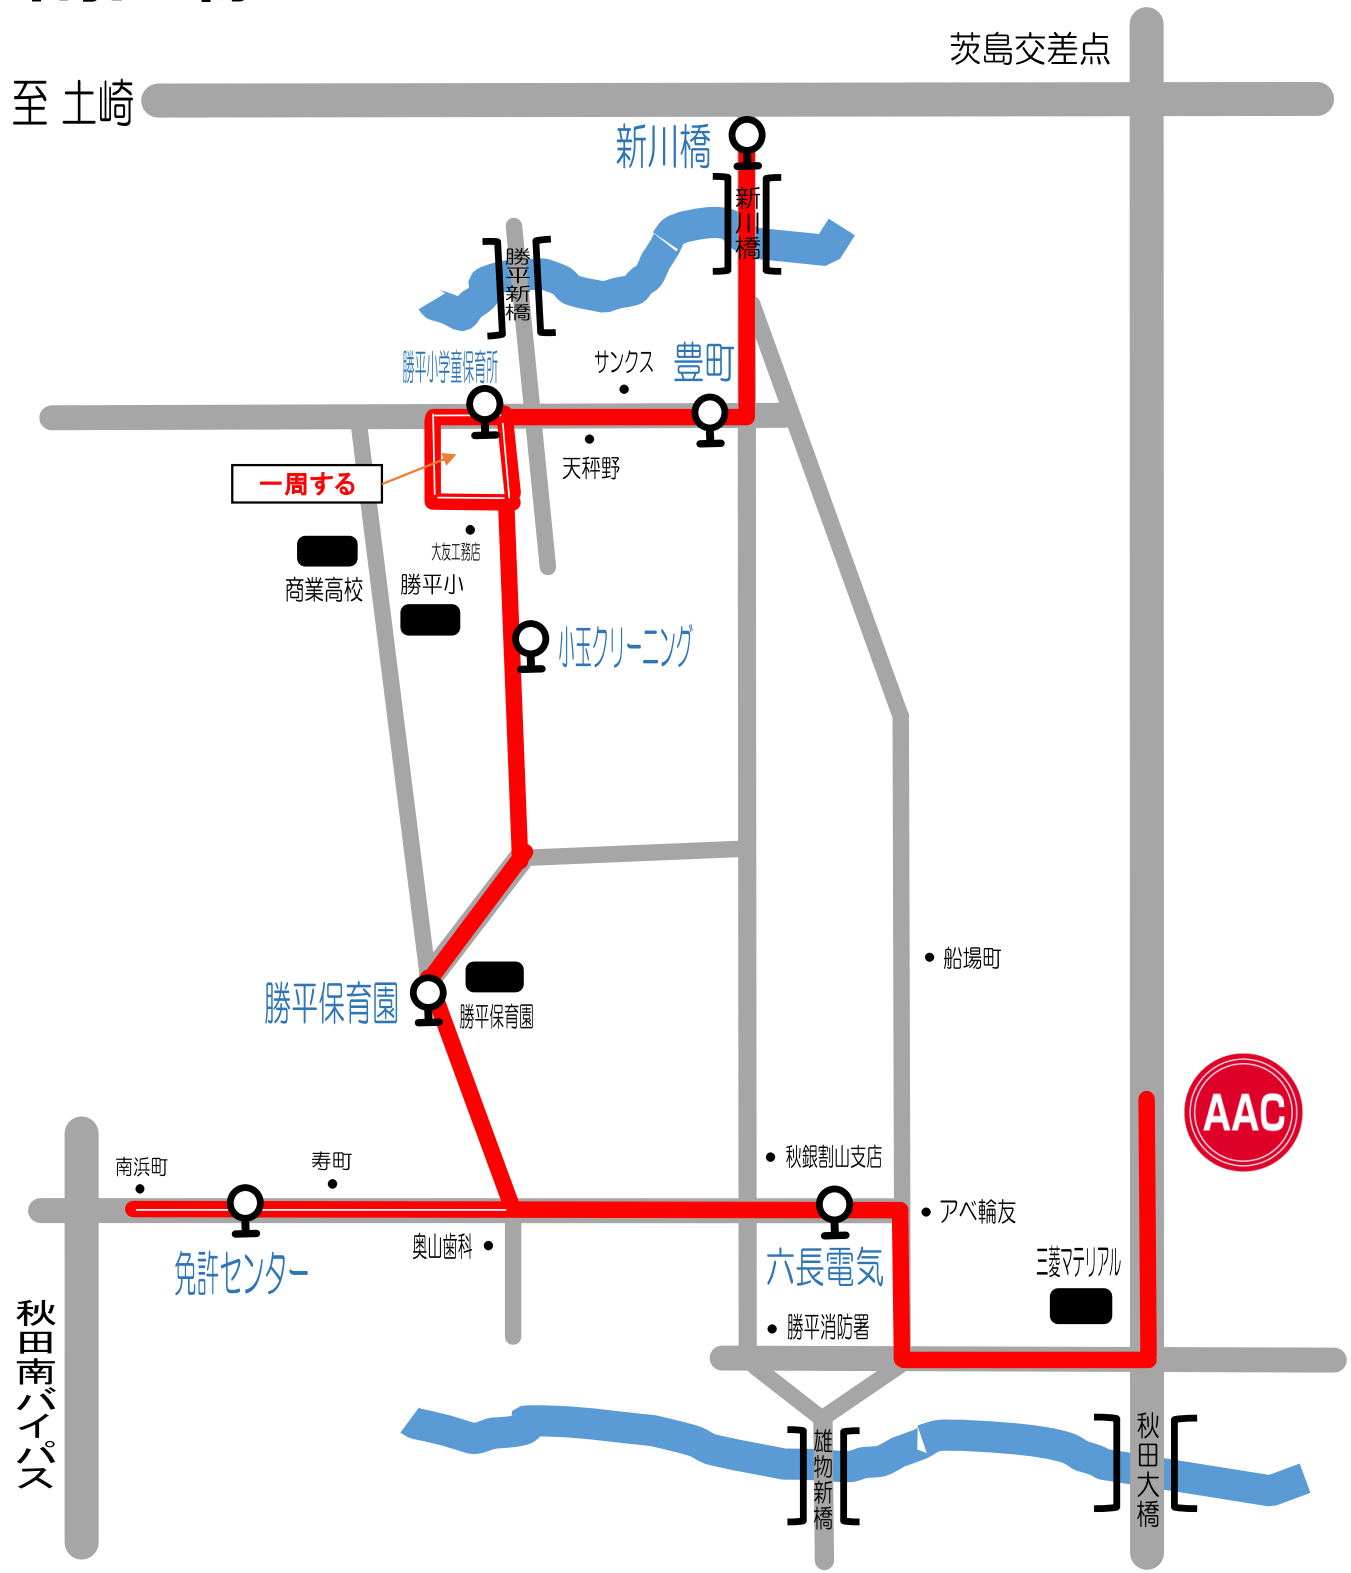 茨島交差点
至 土崎
新川橋
新川橋
勝平新橋
勝平小学童保育所
サンクス
豊町
天秤野
一周する
大友工務店
商業高校
勝平小
小玉クリーニング
船場町
勝平保育園
勝平保育園
AAC
南浜町
寿町
秋銀割山支店
アベ輪友
奥山歯科
免許センター
六長電気
三菱マテリアル
秋田南バイパス
勝平消防署
雄物新橋
秋田大橋